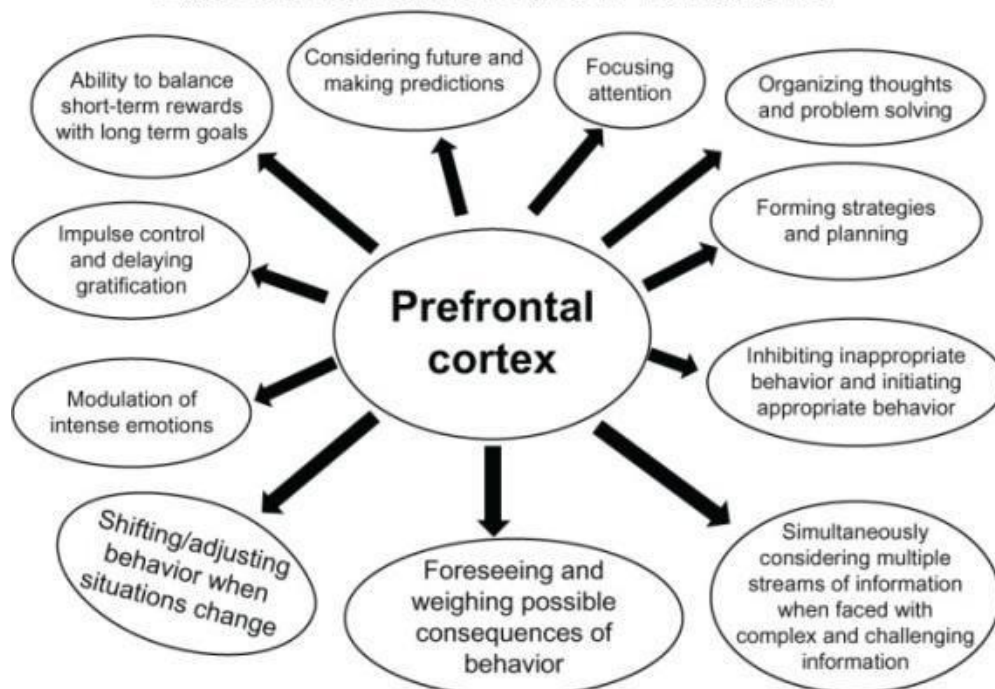 Ability to balance
short-term rewards
with long term goals
Considering future and
making predictions
Focusing
attention
Organizing thoughts
and problem solving
Forming strategies
and planning
Impulse control
and delaying
gratification
Prefrontal
cortex
Inhibiting inappropriate
behavior and initiating
appropriate behavior
Modulation of
intense emotions
Shifting/adjusting
behavior when
situations change
Foreseeing and
weighing possible
consequences of
behavior
Simultaneously
considering multiple
streams of information
when faced with
complex and challenging
information